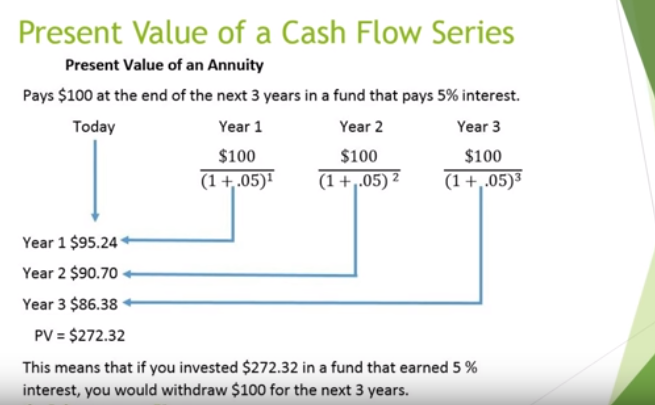 Present Value of a Cash Flow Series
Present Value of an Annuity
Pays $100 at the end of the next 3 years in a fund that pays 5% interest.
Today Year 1 Year 2 Year 3
$100 $100 $100
(1 + .05)¹ (1 + .05)² (1 + .05)³
Year 1 $95.24
Year 2 $90.70
Year 3 $86.38
PV = $272.32
This means that if you invested $272.32 in a fund that earned 5 %
interest, you would withdraw $100 for the next 3 years.